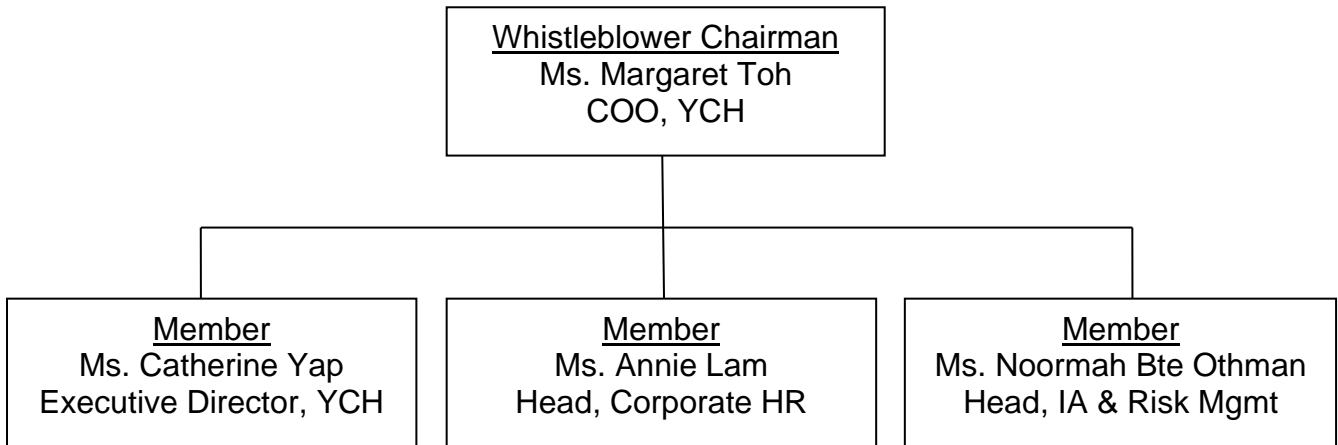 Whistleblower Chairman
Ms. Margaret Toh
COO, YCH
Member
Ms. Catherine Yap
Executive Director, YCH
Member
Ms. Annie Lam
Head, Corporate HR
Member
Ms. Noormah Bte Othman
Head, IA & Risk Mgmt